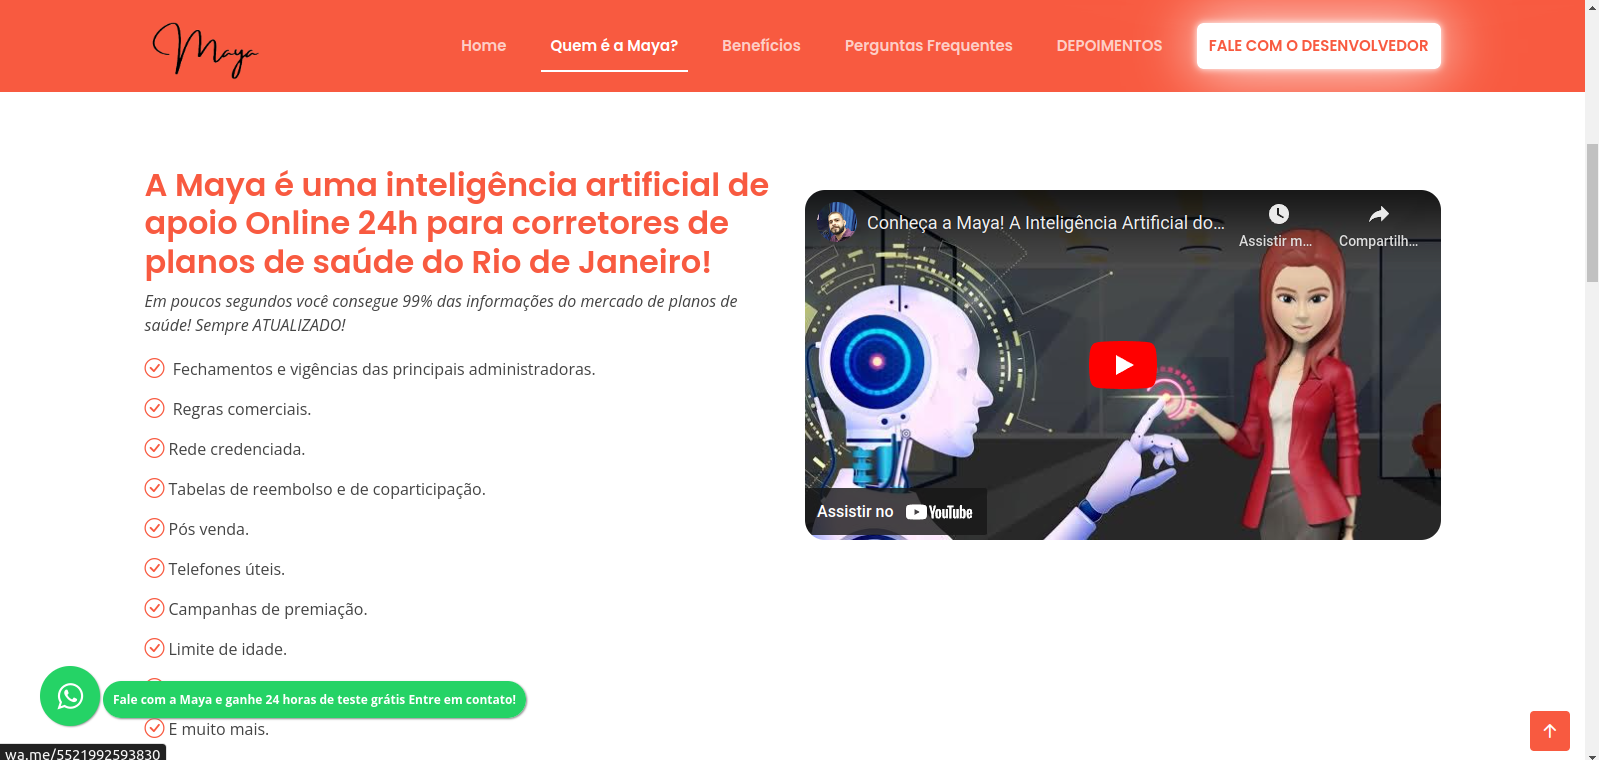 Maya
Home
Quem é a Maya?
Benefícios
Perguntas Frequentes
DEPOIMENTOS
FALE COM O DESENVOLVEDOR
A Maya é uma inteligência artificial de
apoio Online 24h para corretores de
planos de saúde do Rio de Janeiro!
Em poucos segundos você consegue 99% das informações do mercado de planos de
saúde! Sempre ATUALIZADO!
Fechamentos e vigências das principais administradoras.
Regras comerciais.
Rede credenciada.
Tabelas de reembolso e de coparticipação.
Pós venda.
Telefones úteis.
Campanhas de premiação.
Limite de idade.
Fale com a Maya e ganhe 24 horas de teste grátis Entre em contato!
E muito mais.
wa.me/5521992593830
Conheça a Maya! A Inteligência Artificial do...
Assistir m...
Compartilh...
Assistir no YouTube